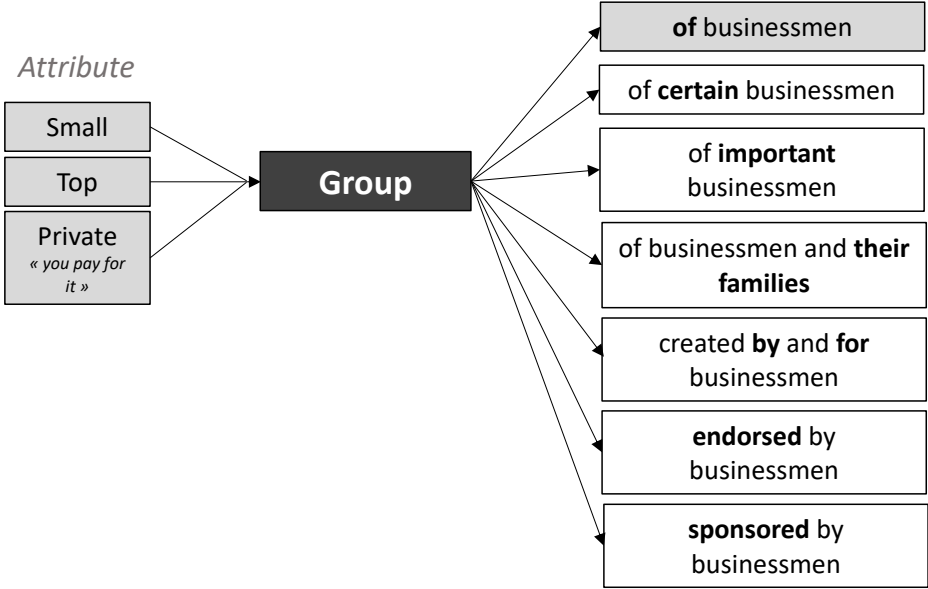 Attribute
Small
Top
Private
« you pay for
it »
Group
of businessmen
of certain businessmen
of important
businessmen
of businessmen and their
families
created by and for
businessmen
endorsed by
businessmen
sponsored by
businessmen